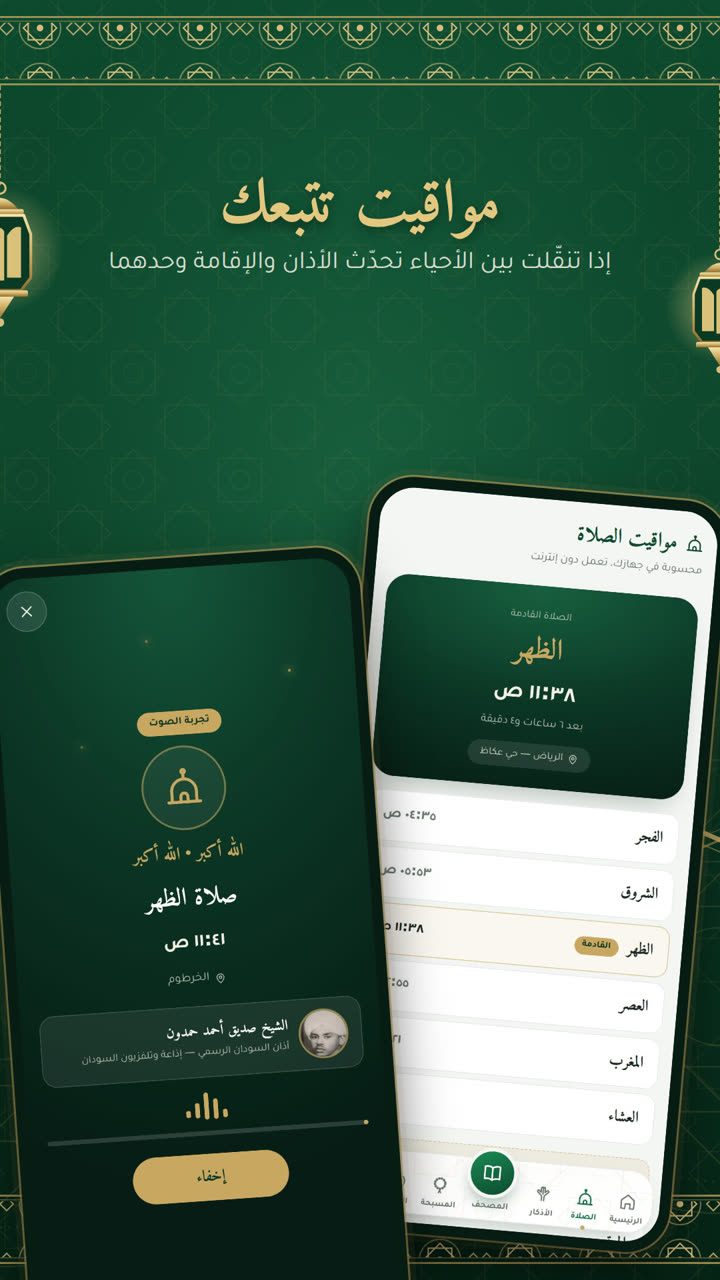 مواقيت تتبعك
إذا تنقّلت بين الأحياء تحدّث الأذان والإقامة وحدهما
مواقيت الصلاة
محسوبة في جهازك. تعمل دون إنترنت
الصلاة القادمة
الظهر
١١:٣٨ ص
بعد ٦ ساعات و٤ دقيقة
الرياض — حي عكاظ
الفجر ٠٤:٣٥ ص
الشروق ٠٥:٥٣ ص
الظهر القادمة ١١:٣٨
العصر
المغرب
العشاء
الرئيسية
الصلاة
الأذكار
المصحف
المسبحة
تجربة الصوت
الله أكبر • الله أكبر
صلاة الظهر
١١:٤١ ص
الخرطوم
الشيخ صديق أحمد حمدون
أذان السودان الرسمي — إذاعة وتلفزيون السودان
إخفاء